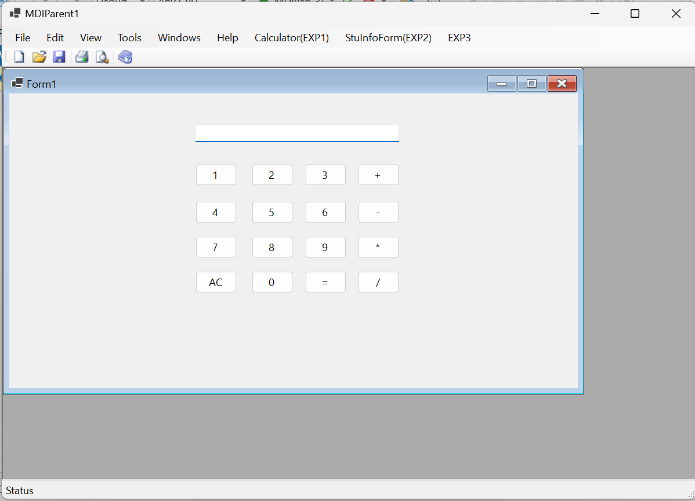 MDIParent1
File Edit View Tools Windows Help Calculator(EXP1) StuInfoForm(EXP2) EXP3
Form1
1 2 3 +
4 5 6 -
7 8 9 *
AC 0 = /
Status